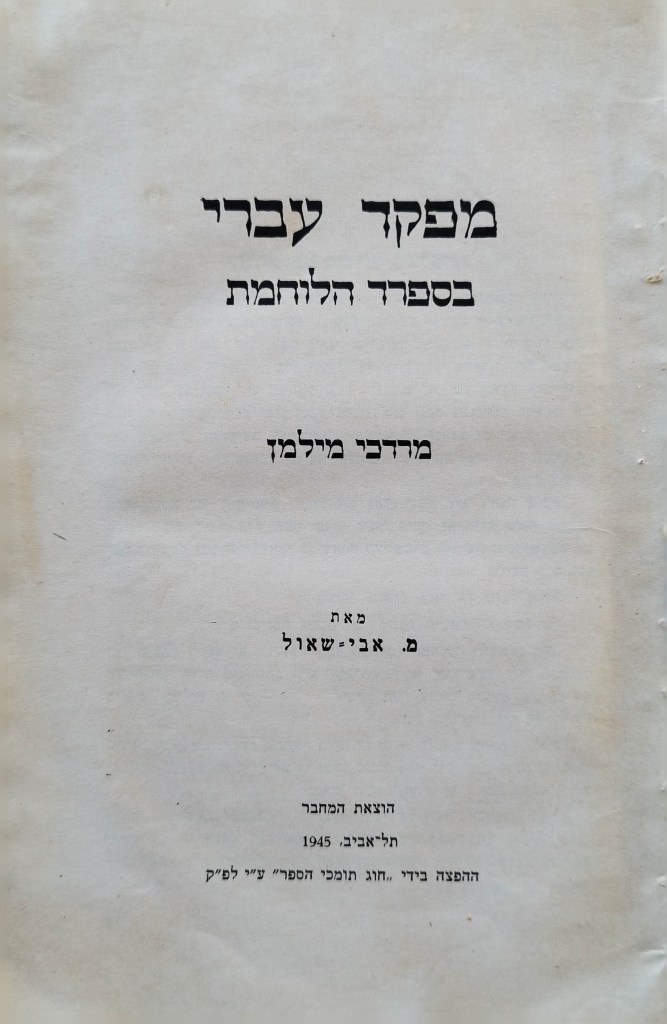 מפקד עברי
בספרד הלוחמת
מרדכי מילמן
מאת
מ. אבי-שאול
הוצאת המחבר
תל־אביב, 1945
ההפצה בידי „חוג תומכי הספר״ ע״י לפ״ק